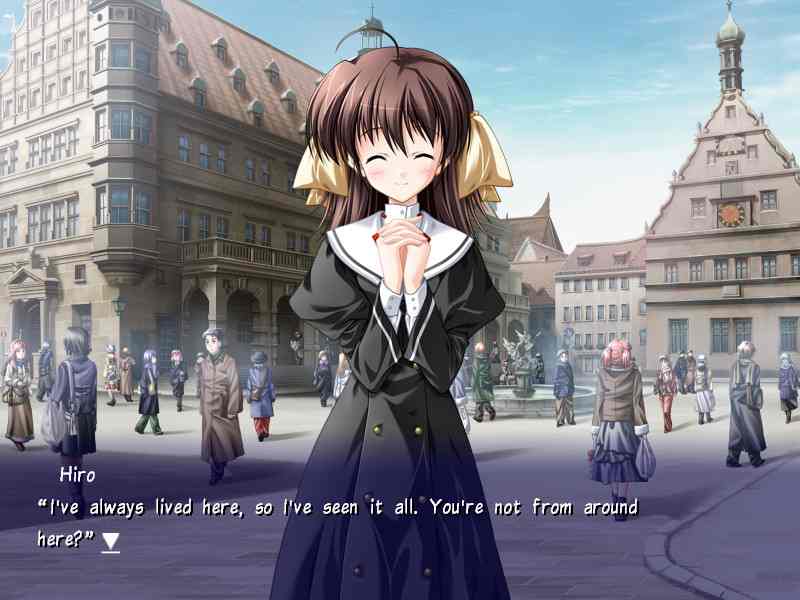 Hiro
“I've always lived here, so I've seen it all. You're not from around
here?”